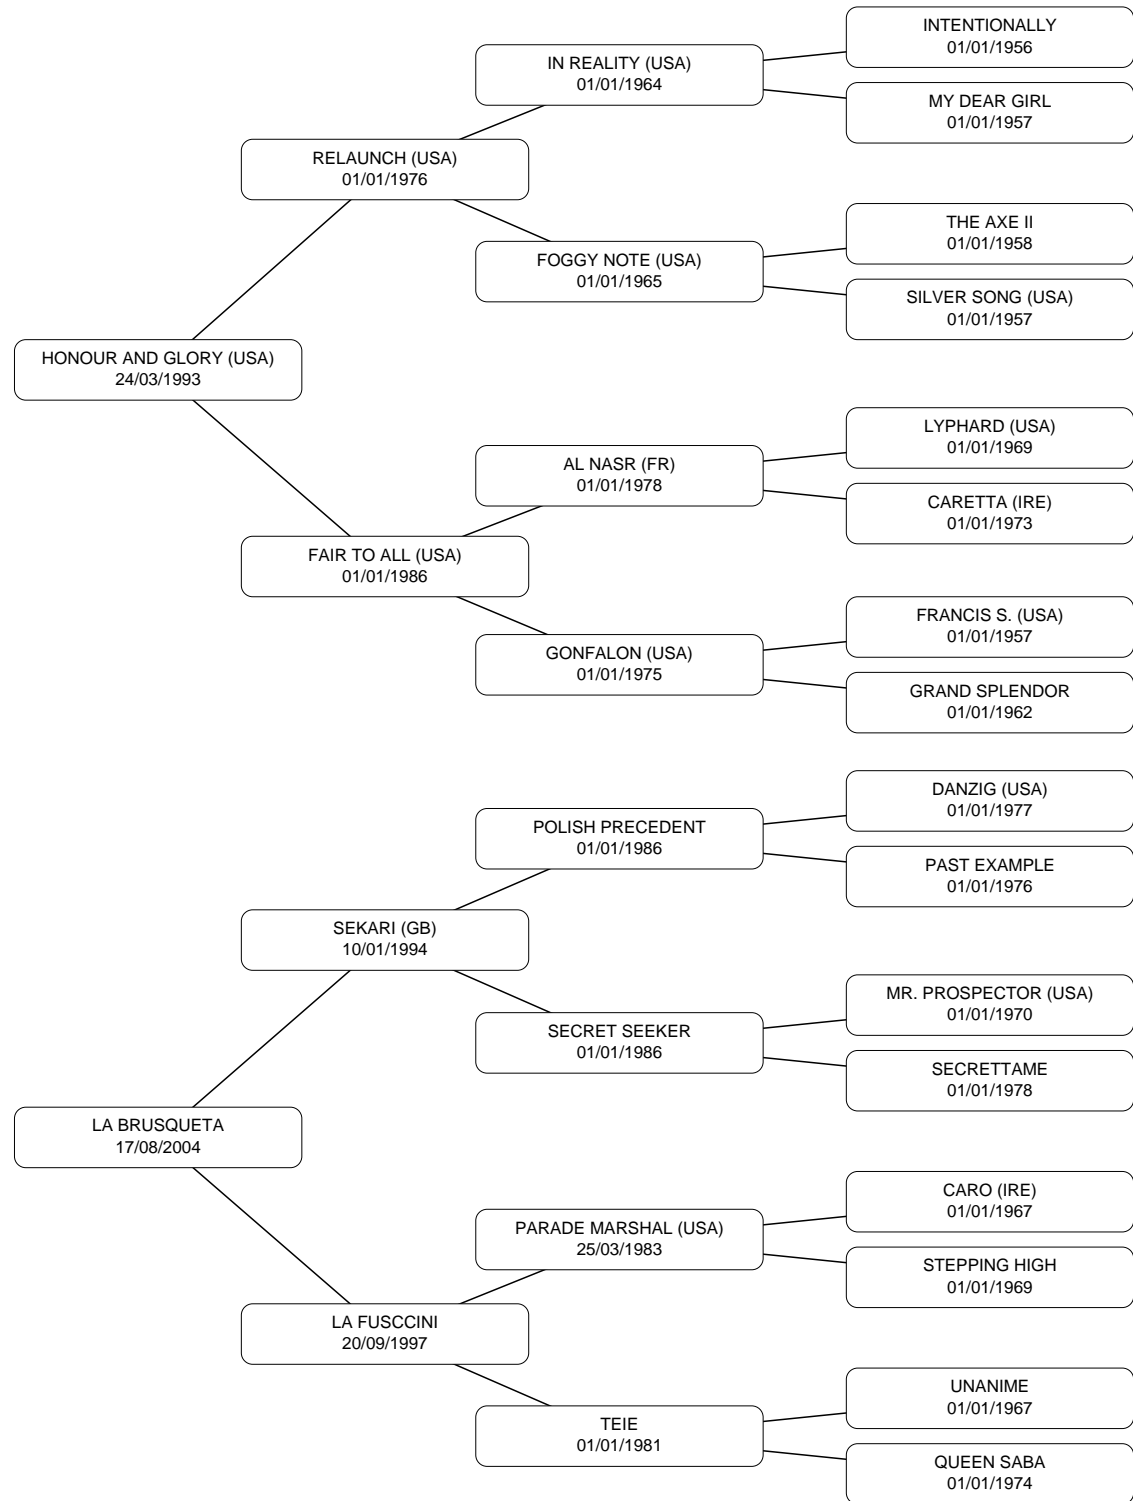 INTENTIONALLY
01/01/1956
IN REALITY (USA)
01/01/1964
MY DEAR GIRL
01/01/1957
RELAUNCH (USA)
01/01/1976
THE AXE II
01/01/1958
FOGGY NOTE (USA)
01/01/1965
SILVER SONG (USA)
01/01/1957
HONOUR AND GLORY (USA)
24/03/1993
LYPHARD (USA)
01/01/1969
AL NASR (FR)
01/01/1978
CARETTA (IRE)
01/01/1973
FAIR TO ALL (USA)
01/01/1986
FRANCIS S. (USA)
01/01/1957
GONFALON (USA)
01/01/1975
GRAND SPLENDOR
01/01/1962
DANZIG (USA)
01/01/1977
POLISH PRECEDENT
01/01/1986
PAST EXAMPLE
01/01/1976
SEKARI (GB)
10/01/1994
MR. PROSPECTOR (USA)
01/01/1970
SECRET SEEKER
01/01/1986
SECRETTAME
01/01/1978
LA BRUSQUETA
17/08/2004
CARO (IRE)
01/01/1967
PARADE MARSHAL (USA)
25/03/1983
STEPPING HIGH
01/01/1969
LA FUSCCINI
20/09/1997
UNANIME
01/01/1967
TEIE
01/01/1981
QUEEN SABA
01/01/1974